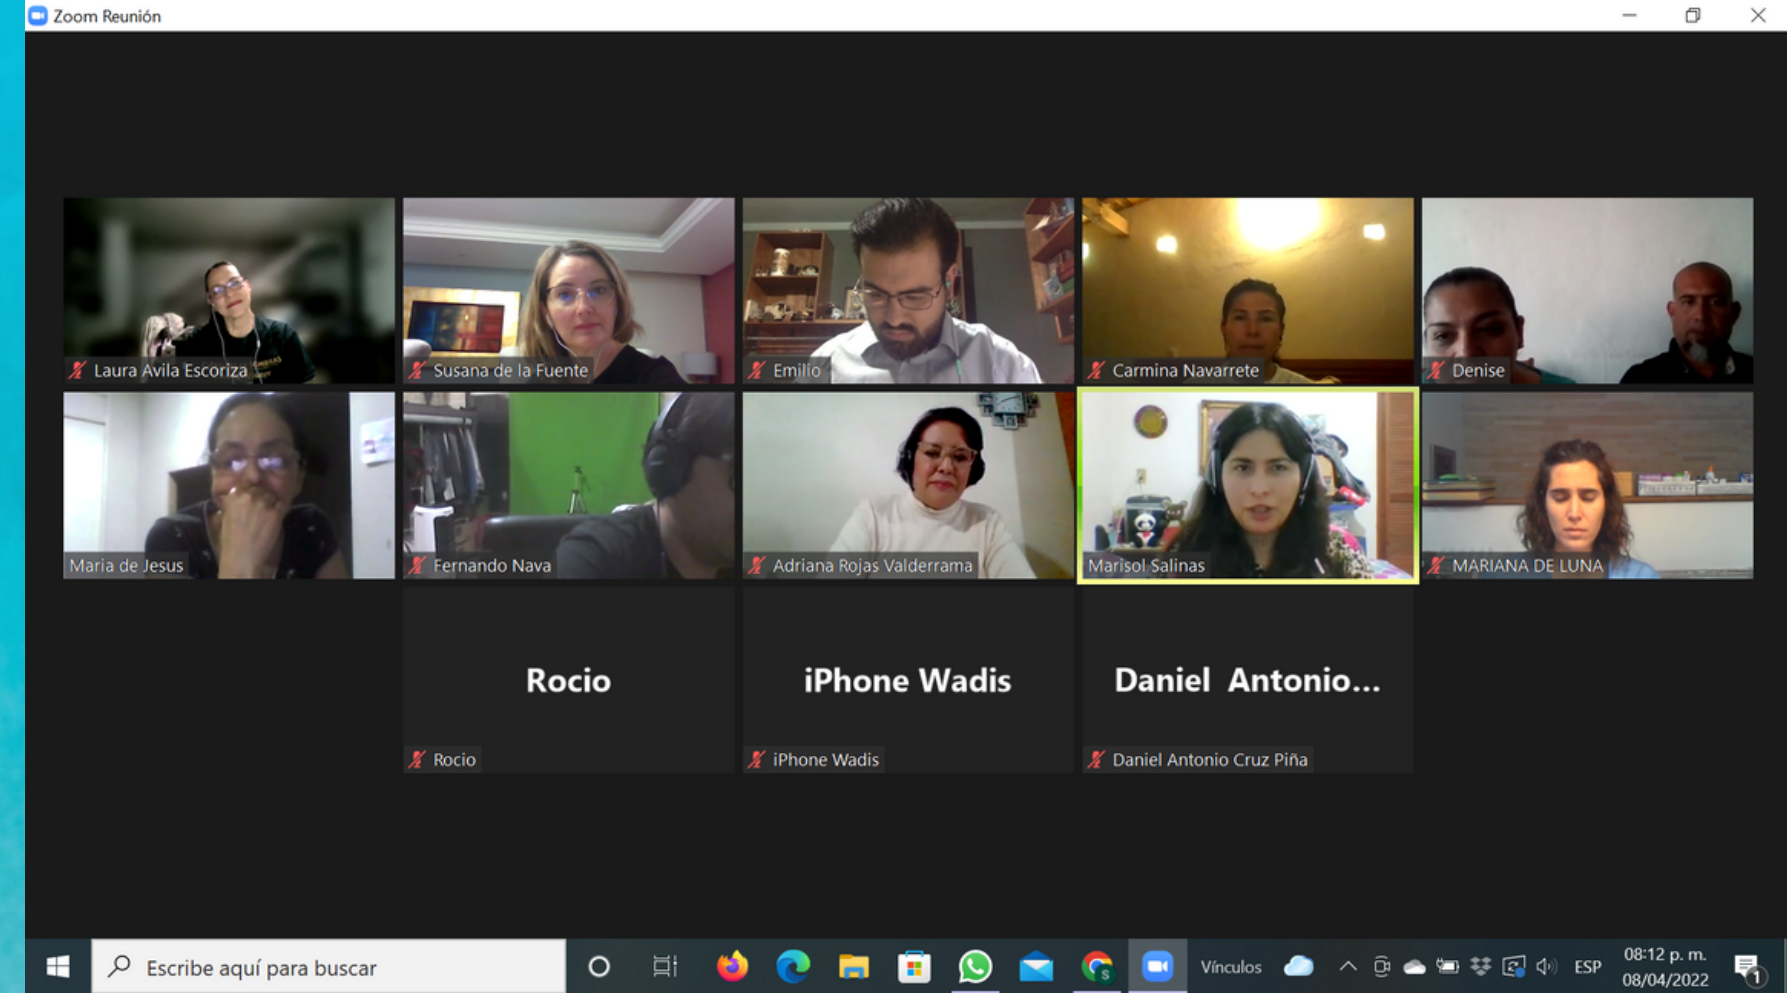 Zoom Reunión
Laura Avila Escoriza
Susana de la Fuente
Emilio
Carmina Navarrete
Denise
Maria de Jesus
Fernando Nava
Adriana Rojas Valderrama
Marisol Salinas
MARIANA DE LUNA
Rocio
iPhone Wadis
Daniel Antonio...
Rocio
iPhone Wadis
Daniel Antonio Cruz Piña
Escribe aquí para buscar
Vínculos
ESP
08:12 p. m.
08/04/2022
1